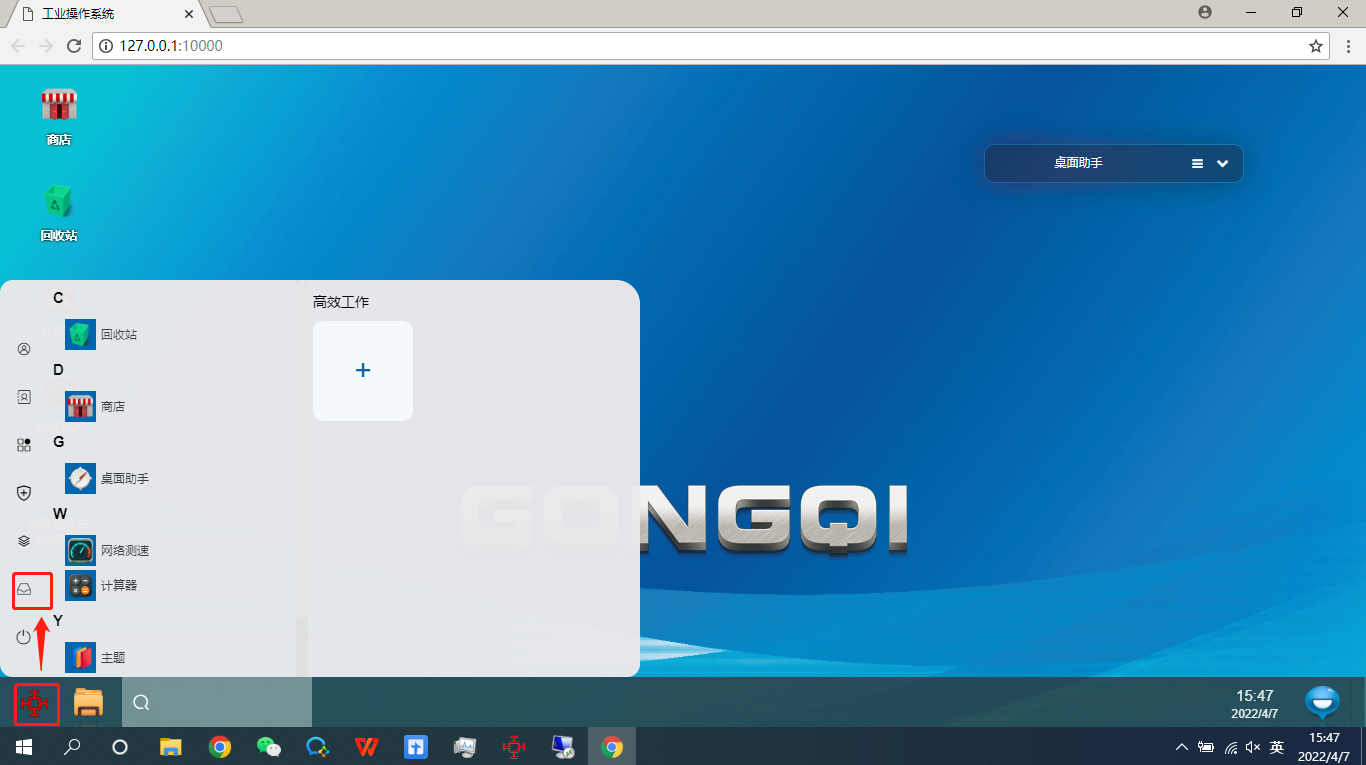 工业操作系统
127.0.0.1:10000
商店
桌面助手
回收站
C
高效工作
回收站
D
商店
G
桌面助手
W
GONGQI
网络测速
计算器
Y
主题
15:47
2022/4/7
英
15:47
2022/4/7